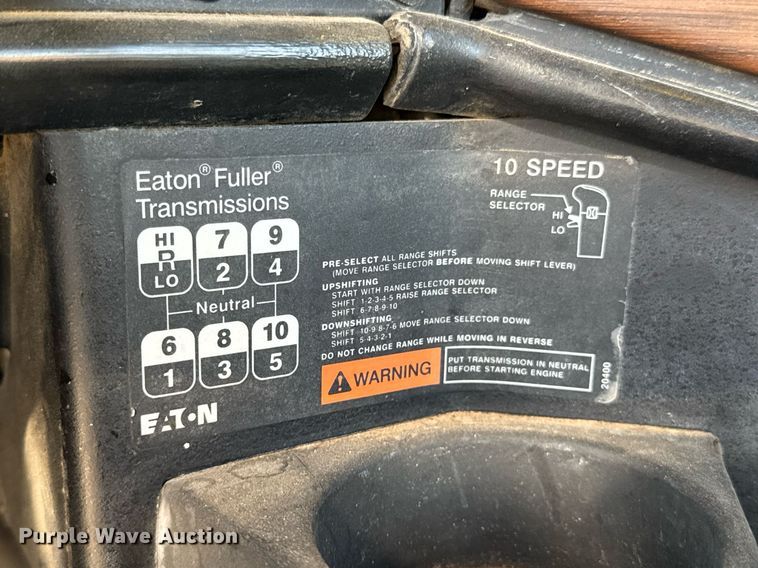 Eaton® Fuller®
Transmissions
10 SPEED
RANGE
SELECTOR
HI
LO
HI
R
LO
7
2
9
4
Neutral
6
1
8
3
10
5
PRE-SELECT ALL RANGE SHIFTS
(MOVE RANGE SELECTOR BEFORE MOVING SHIFT LEVER)
UPSHIFTING
START WITH RANGE SELECTOR DOWN
SHIFT 1-2-3-4-5 RAISE RANGE SELECTOR
SHIFT 6-7-8-9-10
DOWNSHIFTING
SHIFT -10-9 8-7-6 MOVE RANGE SELECTOR DOWN
SHIFT 5-4-3-2-1
DO NOT CHANGE RANGE WHILE MOVING IN REVERSE
WARNING
PUT TRANSMISSION IN NEUTRAL
BEFORE STARTING ENGINE
20400
EATON
Purple Wave Auction